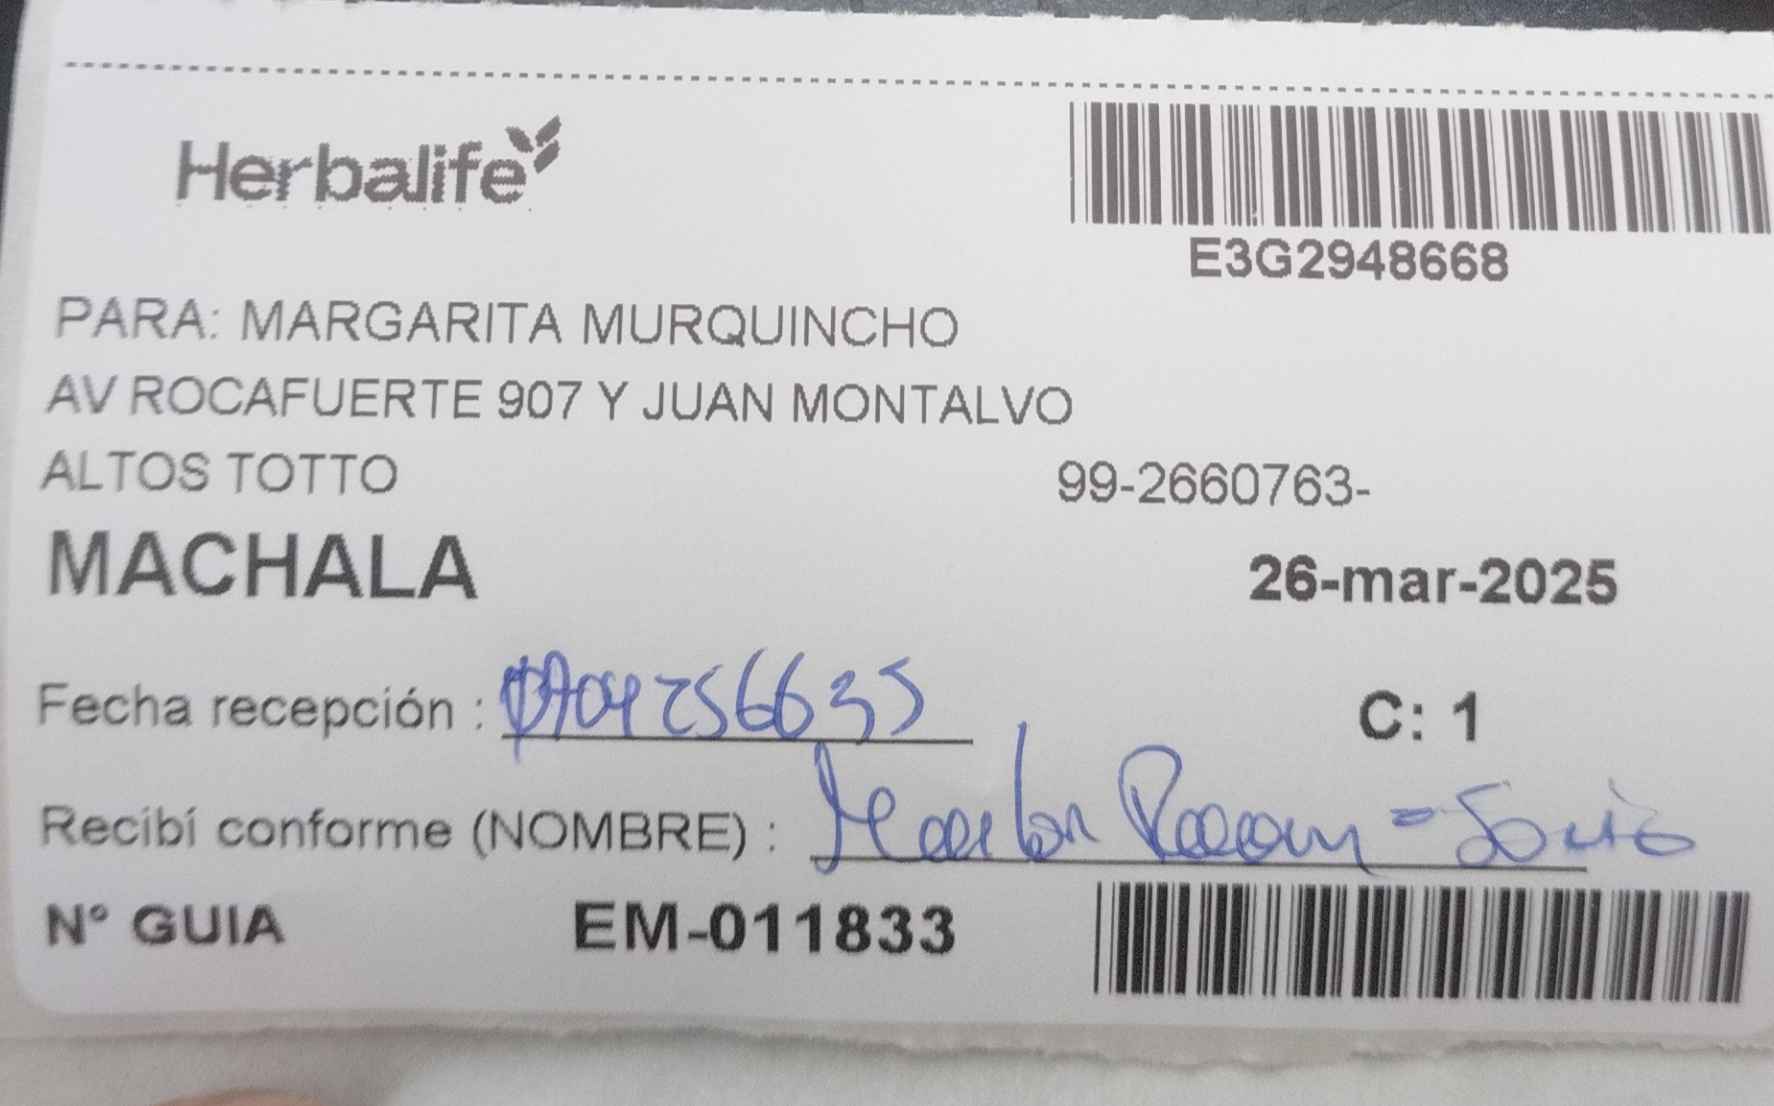 Herbalife
E3G2948668
PARA: MARGARITA MURQUINCHO
AV ROCAFUERTE 907 Y JUAN MONTALVO
ALTOS TOTTO 99-2660763-
MACHALA 26-mar-2025
Fecha recepción : C: 1
Recibí conforme (NOMBRE) :
N° GUIA EM-011833